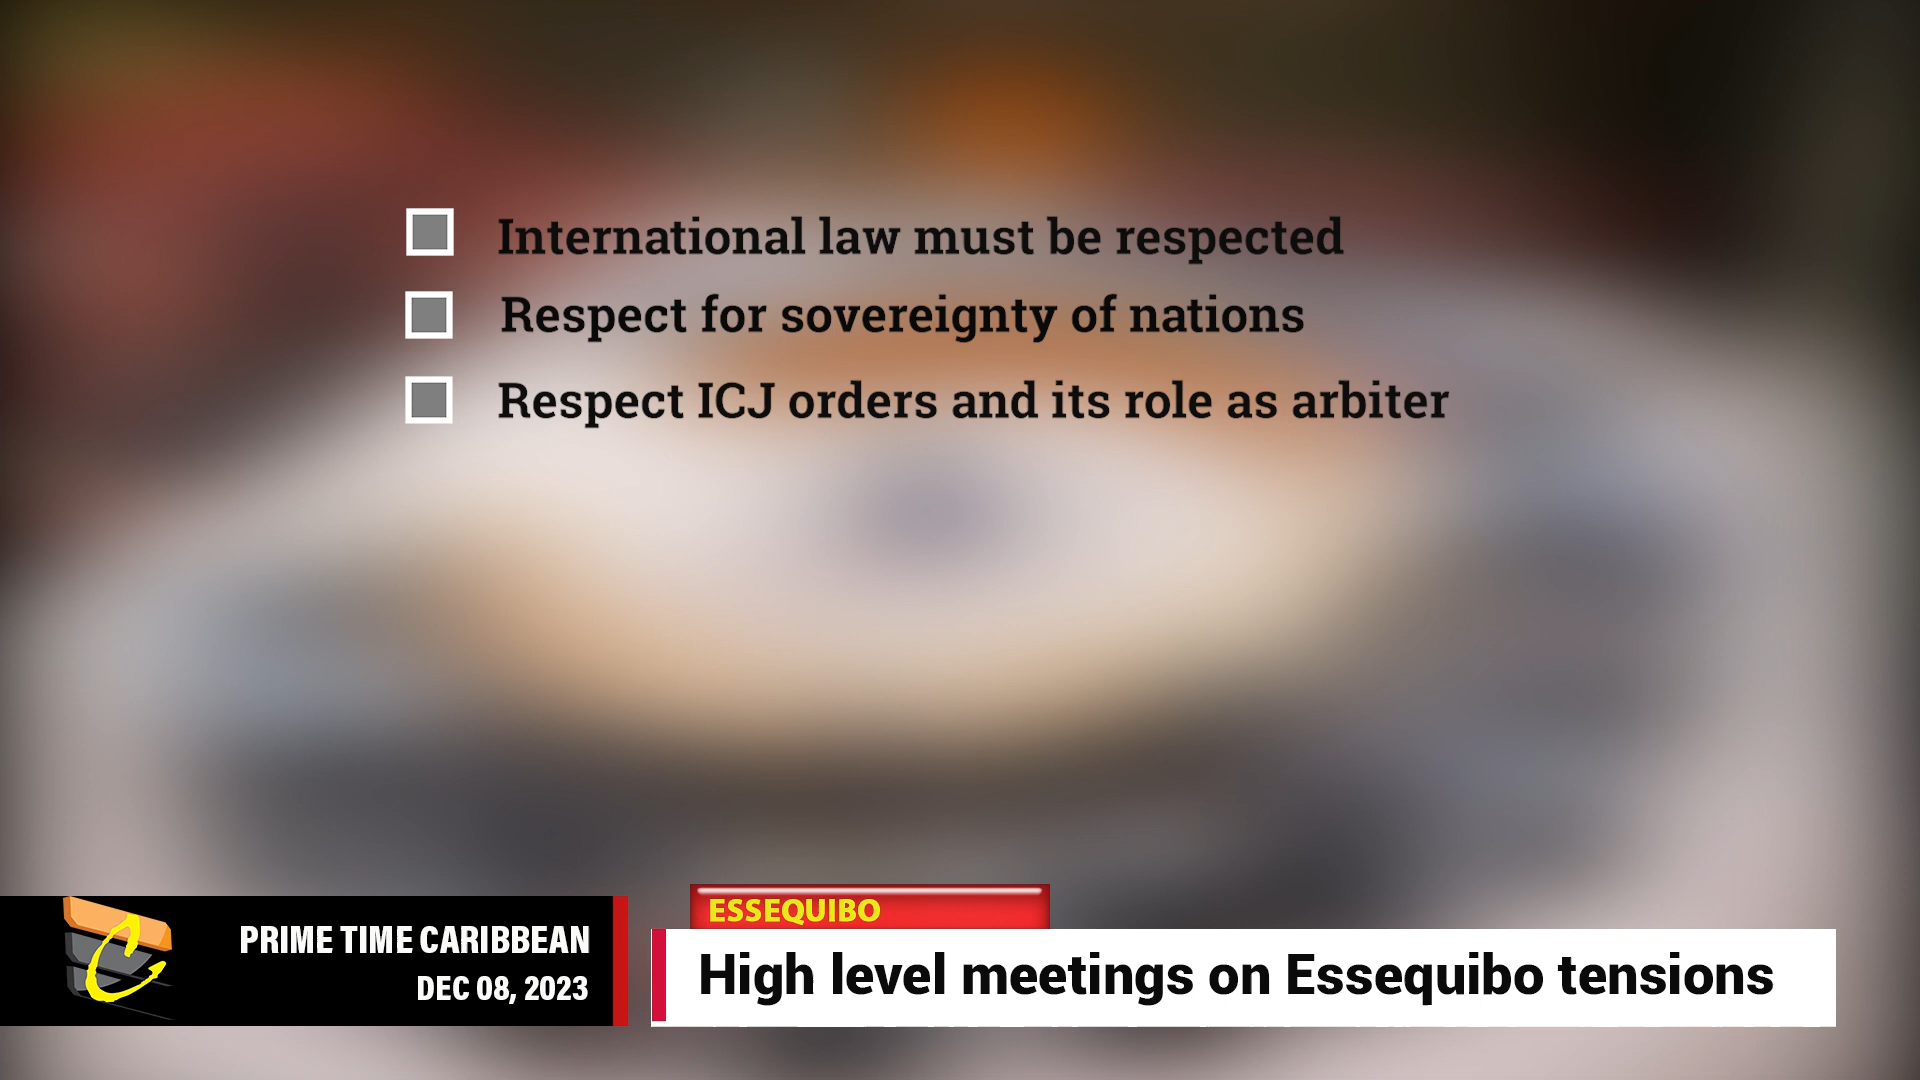 International law must be respected
Respect for sovereignty of nations
Respect ICJ orders and its role as arbiter
ESSEQUIBO
PRIME TIME CARIBBEAN
DEC 08, 2023
High level meetings on Essequibo tensions